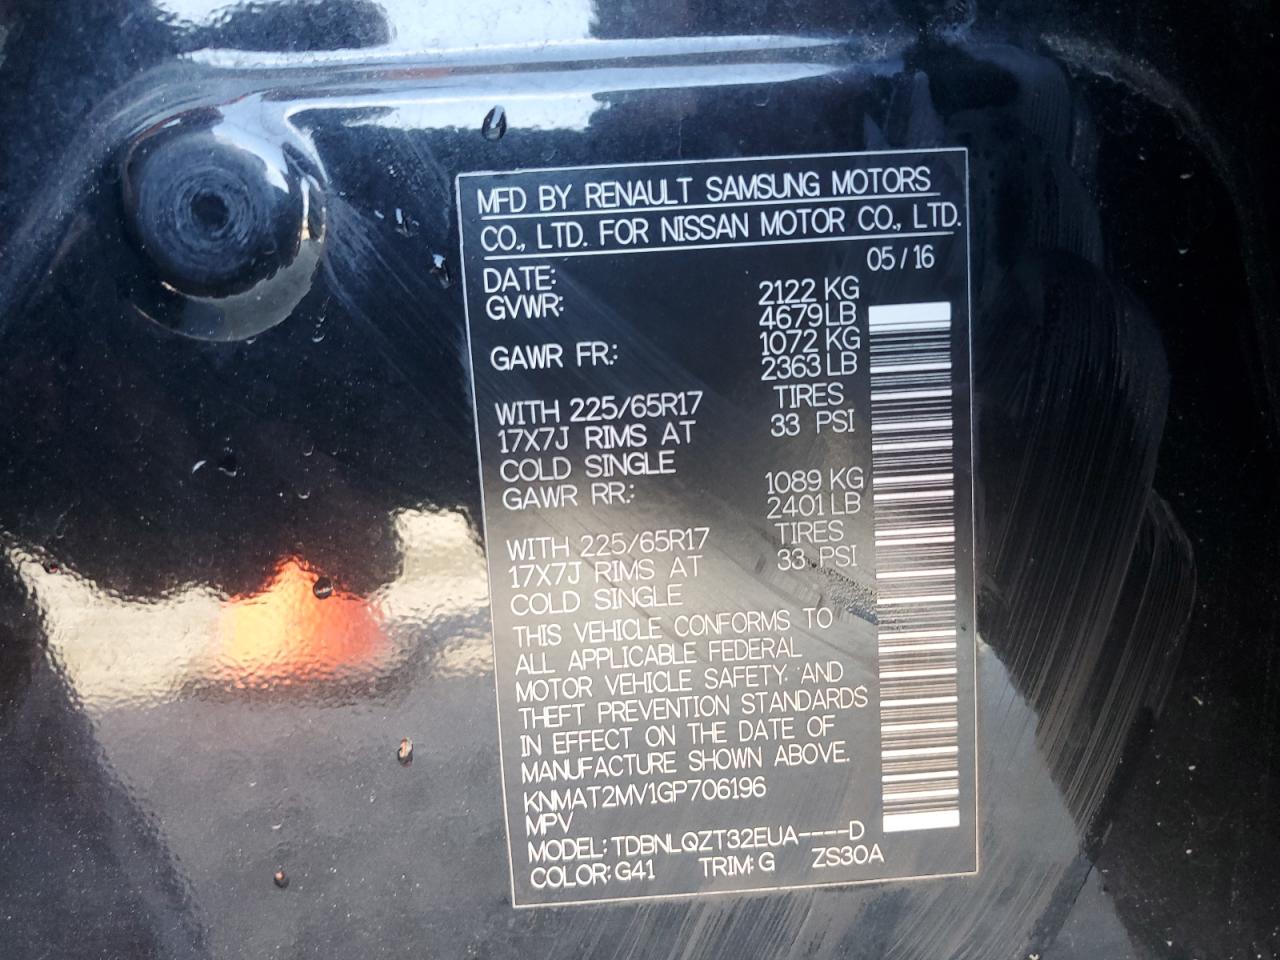 MFD BY RENAULT SAMSUNG MOTORS
CO., LTD. FOR NISSAN MOTOR CO., LTD.
DATE: 05 / 16
GVWR: 2122 KG
4679 LB
GAWR FR.: 1072 KG
2363 LB
WITH 225/65R17 TIRES
17X7J RIMS AT 33 PSI
COLD SINGLE
GAWR RR.: 1089 KG
2401 LB
WITH 225/65R17 TIRES
17X7J RIMS AT 33 PSI
COLD SINGLE
THIS VEHICLE CONFORMS TO
ALL APPLICABLE FEDERAL
MOTOR VEHICLE SAFETY. AND
THEFT PREVENTION STANDARDS
IN EFFECT ON THE DATE OF
MANUFACTURE SHOWN ABOVE.
KNMAT2MV1GP706196
MPV
MODEL: TDBNLQZT32EUA----D
COLOR: G41 TRIM: G ZS30A